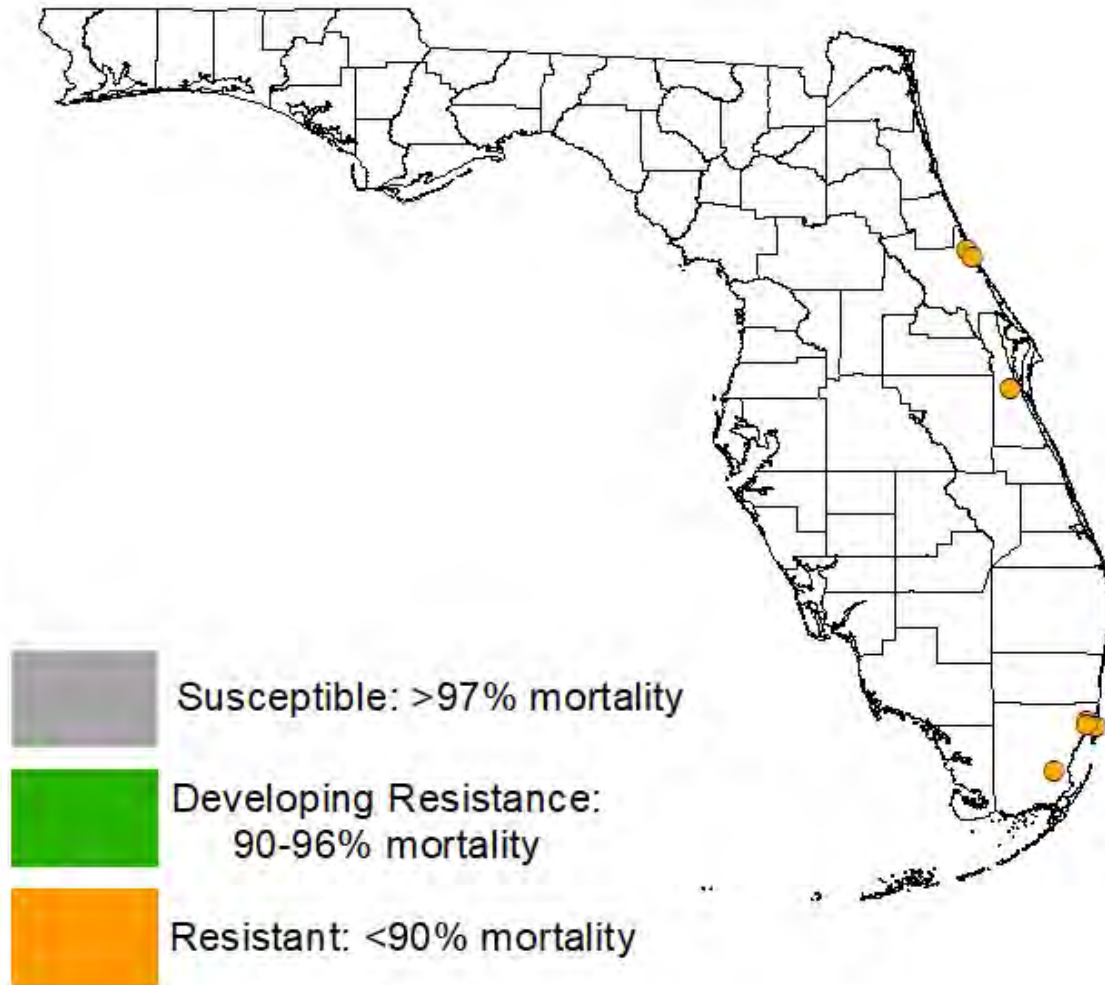 Susceptible: >97% mortality
Developing Resistance:
90-96% mortality
Resistant: <90% mortality